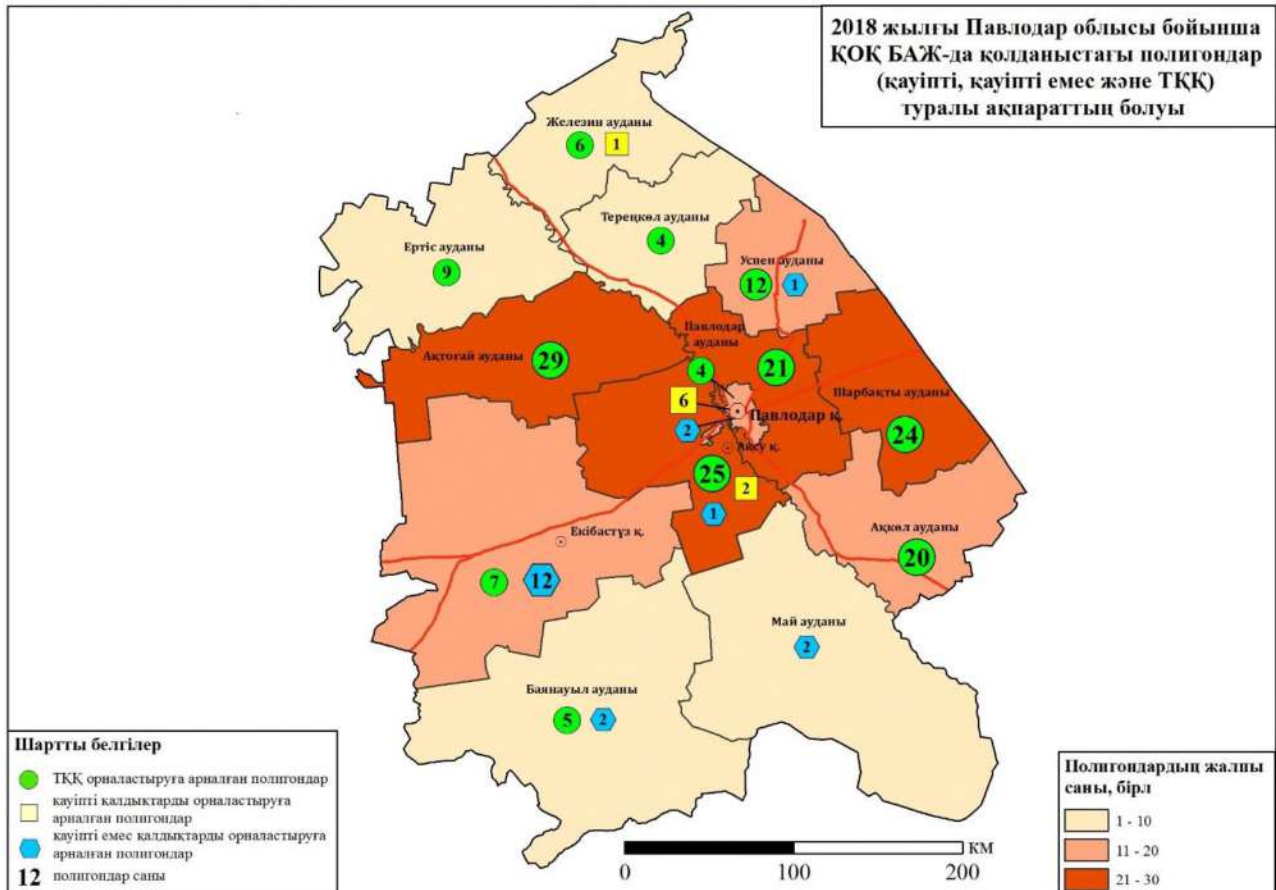 2018 жылғы Павлодар облысы бойынша
ҚОҚ БАЖ-да қолданыстағы полигондар
(қауіпті, қауіпті емес және ТҚҚ)
туралы ақпараттың болуы
Железин ауданы
6
1
Тереңкөл ауданы
4
Ертіс ауданы
9
Успен ауданы
12
1
Павлодар
ауданы
21
Ақтоғай ауданы
29
4
6
2
Павлодар қ.
Шарбақты ауданы
24
Аксу қ.
25
2
1
Ақкөл ауданы
20
Екібастұз қ.
7
12
Май ауданы
2
Баянауыл ауданы
5
2
Шартты белгілер
ТҚҚ орналастыруға арналған полигондар
қауіпті қалдықтарды орналастыруға
арналған полигондар
қауіпті емес қалдықтарды орналастыруға
арналған полигондар
12 полигондар саны
КМ
0 100 200
Полигондардың жалпы
саны, бірл
1 - 10
11 - 20
21 - 30